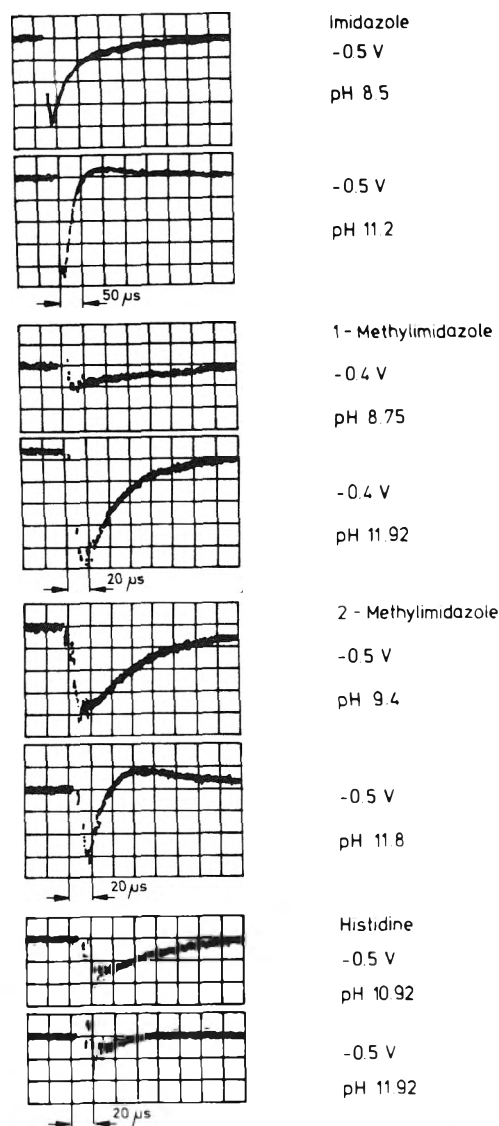 Imidazole
-0.5 V
pH 8.5
-0.5 V
pH 11.2
50 μs
1 - Methylimidazole
-0.4 V
pH 8.75
-0.4 V
pH 11.92
20 μs
2 - Methylimidazole
-0.5 V
pH 9.4
-0.5 V
pH 11.8
20 μs
Histidine
-0.5 V
pH 10.92
-0.5 V
pH 11.92
20 μs